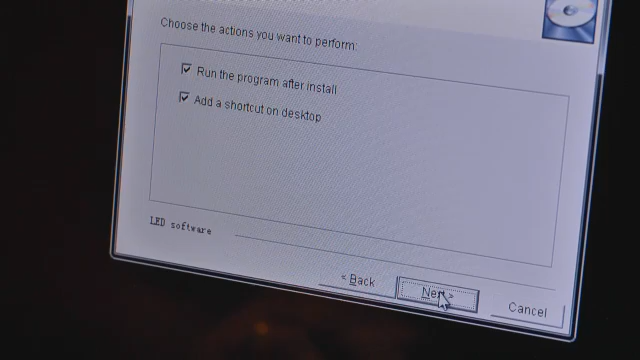 Choose the actions you want to perform:
Run the program after install
Add a shortcut on desktop
LED software
< Back
Next >
Cancel